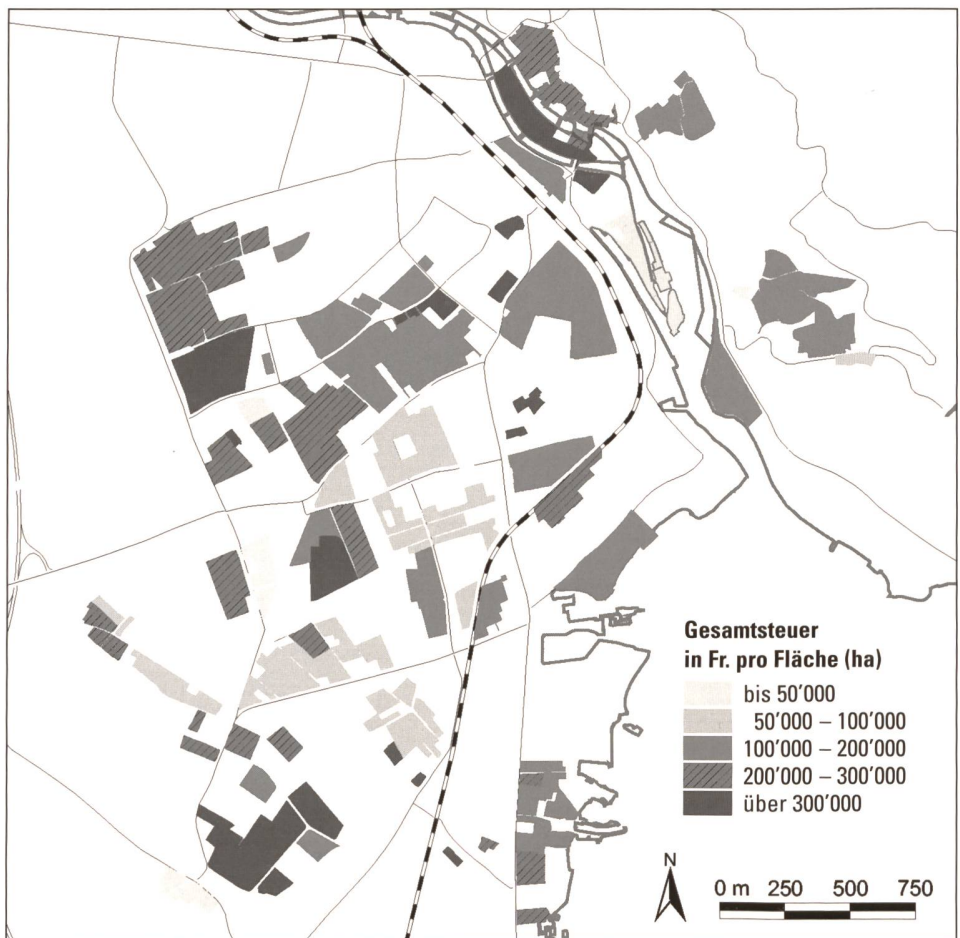 Gesamtsteuer
in Fr. pro Fläche (ha)
bis 50'000
50'000 – 100'000
100'000 – 200'000
200'000 – 300'000
über 300'000
N
0 m 250 500 750